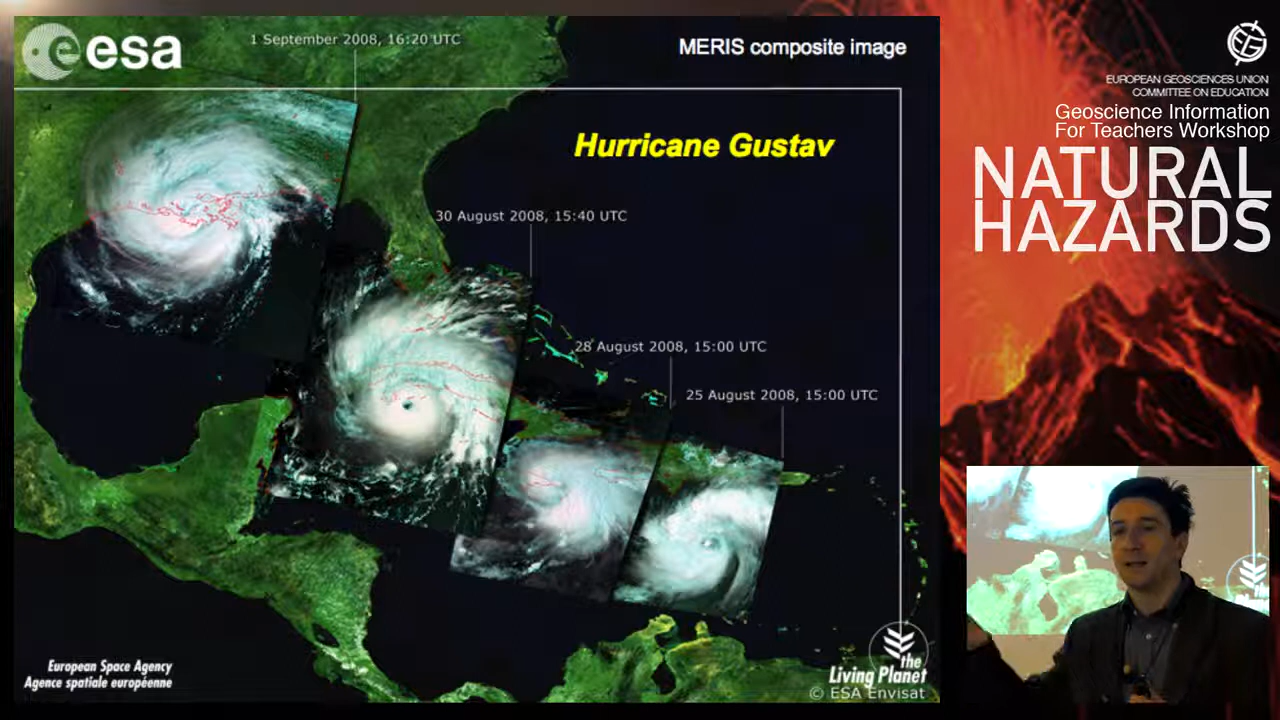 esa
1 September 2008, 16:20 UTC
MERIS composite image
Hurricane Gustav
30 August 2008, 15:40 UTC
28 August 2008, 15:00 UTC
25 August 2008, 15:00 UTC
European Space Agency
Agence spatiale européenne
the
Living Planet
© ESA Envisat
EUROPEAN GEOSCIENCES UNION
COMMITTEE ON EDUCATION
Geoscience Information
For Teachers Workshop
NATURAL
HAZARDS